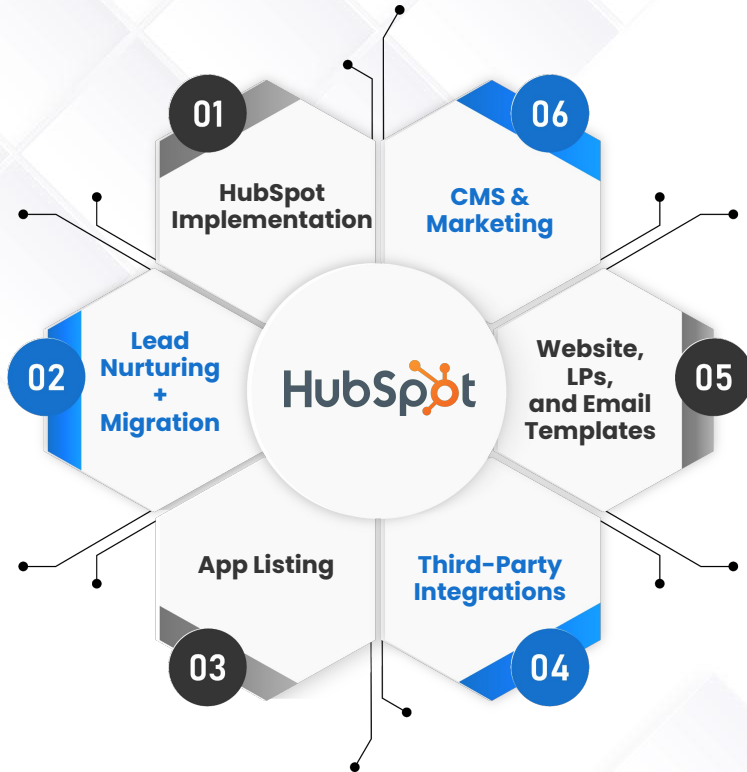 01
HubSpot
Implementation
02
Lead
Nurturing
+
Migration
03
App Listing
04
Third-Party
Integrations
05
Website,
LPs,
and Email
Templates
06
CMS &
Marketing
HubSpot